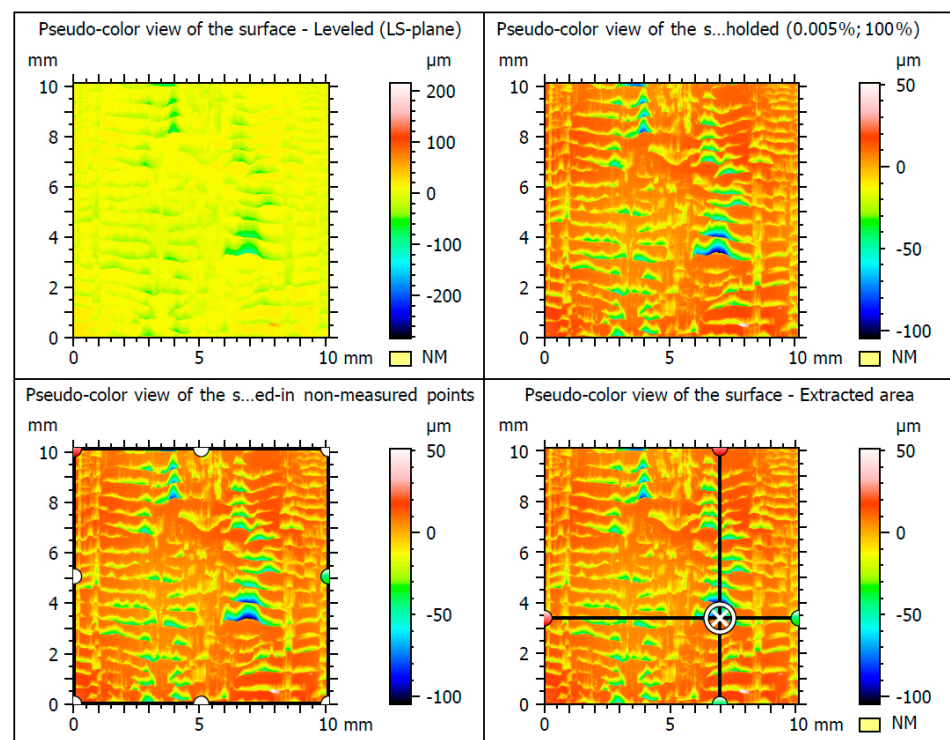 Pseudo-color view of the surface - Leveled (LS-plane)
mm
µm
10
8
6
4
2
0
0
5
10 mm
200
100
0
-100
-200
NM
Pseudo-color view of the s...holded (0.005%; 100%)
mm
µm
10
8
6
4
2
0
0
5
10 mm
50
0
-50
-100
NM
Pseudo-color view of the s...ed-in non-measured points
mm
µm
10
8
6
4
2
0
0
5
10 mm
50
0
-50
-100
Pseudo-color view of the surface - Extracted area
mm
µm
10
8
6
4
2
0
0
5
10 mm
50
0
-50
-100
NM